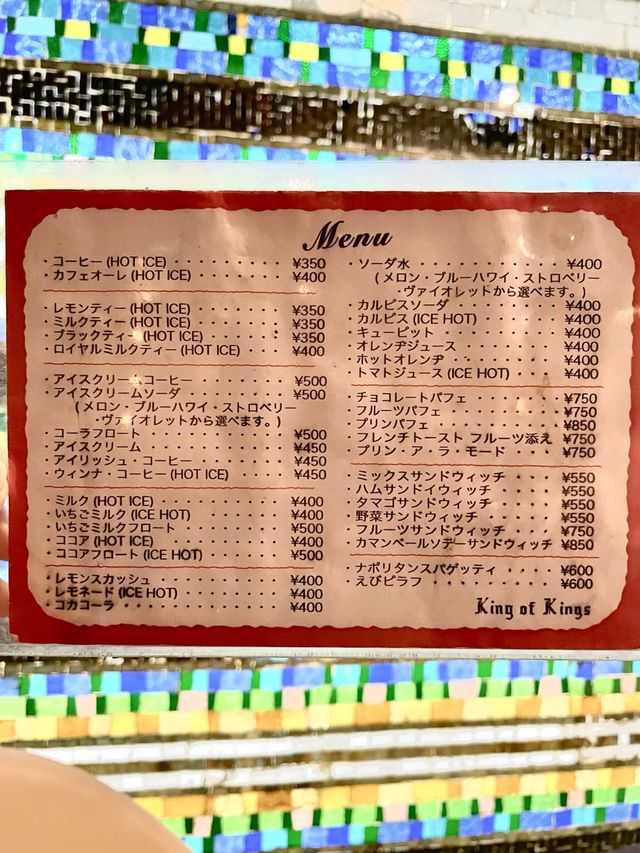 Menu
・コーヒー (HOT ICE) ・・・・・・・・・ ¥350
・カフェオーレ (HOT ICE) ・・・・・・・ ¥400
・レモンティー (HOT ICE) ・・・・・・・ ¥350
・ミルクティー (HOT ICE) ・・・・・・・ ¥350
・ブラックティー (HOT ICE) ・・・・・・ ¥350
・ロイヤルミルクティー (HOT ICE) ・・・ ¥400
・アイスクリームコーヒー ・・・・・・・ ¥500
・アイスクリームソーダ ・・・・・・・・ ¥500
(メロン・ブルーハワイ・ストロベリー
・ヴァイオレットから選べます。)
・コーラフロート ・・・・・・・・・・・ ¥500
・アイスクリーム ・・・・・・・・・・・ ¥450
・アイリッシュ・コーヒー ・・・・・・・ ¥450
・ウィンナ・コーヒー (HOT ICE) ・・・・ ¥450
・ミルク (HOT ICE) ・・・・・・・・・・ ¥400
・いちごミルク (ICE HOT) ・・・・・・・ ¥400
・いちごミルクフロート ・・・・・・・・ ¥500
・ココア (HOT ICE) ・・・・・・・・・・ ¥400
・ココアフロート (ICE HOT) ・・・・・・ ¥500
・レモンスカッシュ ・・・・・・・・・・ ¥400
・レモネード (ICE HOT) ・・・・・・・・ ¥400
・コカコーラ ・・・・・・・・・・・・・ ¥400
・ソーダ水 ・・・・・・・・・・・・ ¥400
(メロン・ブルーハワイ・ストロベリー
・ヴァイオレットから選べます。)
・カルピスソーダ ・・・・・・・・・ ¥400
・カルピス (ICE HOT) ・・・・・・・ ¥400
・キューピット ・・・・・・・・・・ ¥400
・オレンヂジュース ・・・・・・・・ ¥400
・ホットオレンヂ ・・・・・・・・・ ¥400
・トマトジュース (ICE HOT) ・・・・ ¥400
・チョコレートパフェ ・・・・・・・ ¥750
・フルーツパフェ ・・・・・・・・・ ¥750
・プリンパフェ ・・・・・・・・・・ ¥850
・フレンチトースト フルーツ添え ¥750
・プリン・ア・ラ・モード ・・・・ ¥750
・ミックスサンドウィッチ ・・・・・ ¥550
・ハムサンドイウィッチ ・・・・・・ ¥550
・タマゴサンドウィッチ ・・・・・・ ¥550
・野菜サンドウィッチ ・・・・・・・ ¥550
・フルーツサンドウィッチ ・・・・・ ¥750
・カマンベールソテーサンドウィッチ ¥850
・ナポリタンスパゲッティ ・・・・・ ¥600
・えびピラフ ・・・・・・・・・・・ ¥600
King of Kings